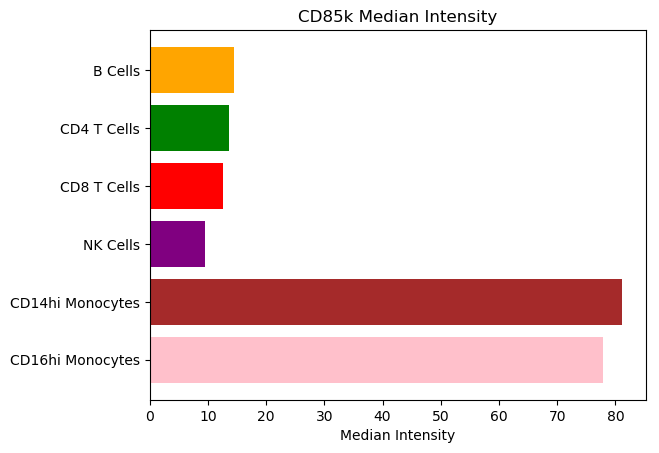 CD85k Median Intensity
B Cells
CD4 T Cells
CD8 T Cells
NK Cells
CD14hi Monocytes
CD16hi Monocytes
0 10 20 30 40 50 60 70 80
Median Intensity